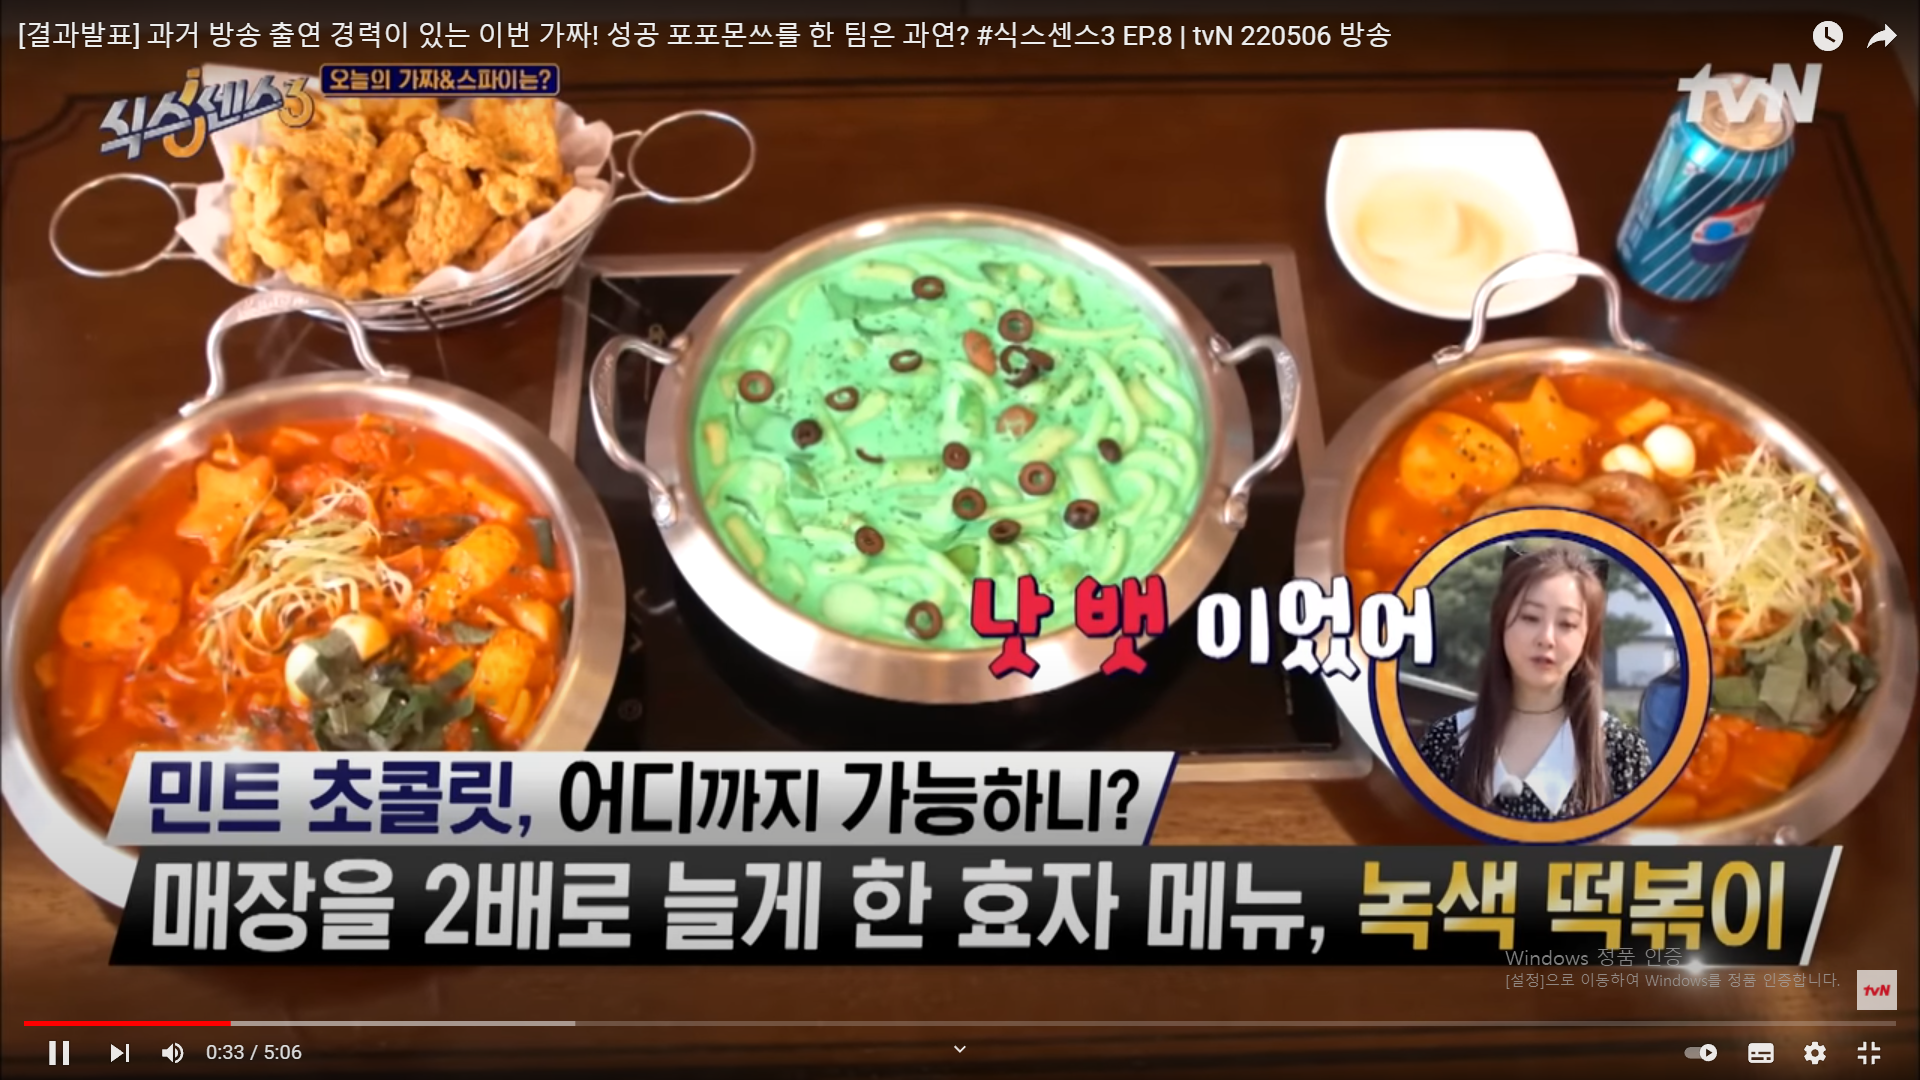 [결과발표] 과거 방송 출연 경력이 있는 이번 가짜! 성공 포포몬쓰를 한 팀은 과연? #식스센스3 EP.8 | tvN 220506 방송
식스센스3
오늘의 가짜&스파이는?
tvN
낫 뱃 이었어
민트 초콜릿, 어디까지 가능하니?
매장을 2배로 늘게 한 효자 메뉴, 녹색 떡볶이
Windows 정품 인증
[설정]으로 이동하여 Windows를 정품 인증합니다.
tvN
0:33 / 5:06